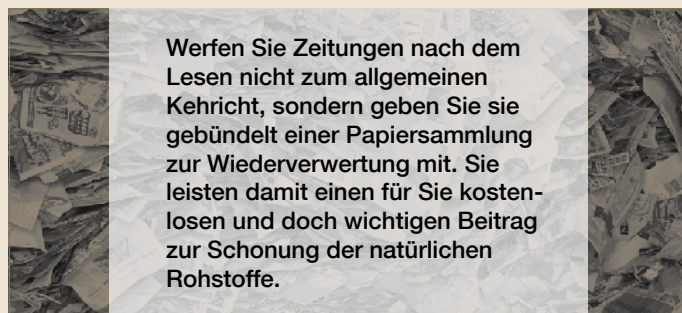 Werfen Sie Zeitungen nach dem
Lesen nicht zum allgemeinen
Kehricht, sondern geben Sie sie
gebündelt einer Papiersammlung
zur Wiederverwertung mit. Sie
leisten damit einen für Sie kosten-
losen und doch wichtigen Beitrag
zur Schonung der natürlichen
Rohstoffe.